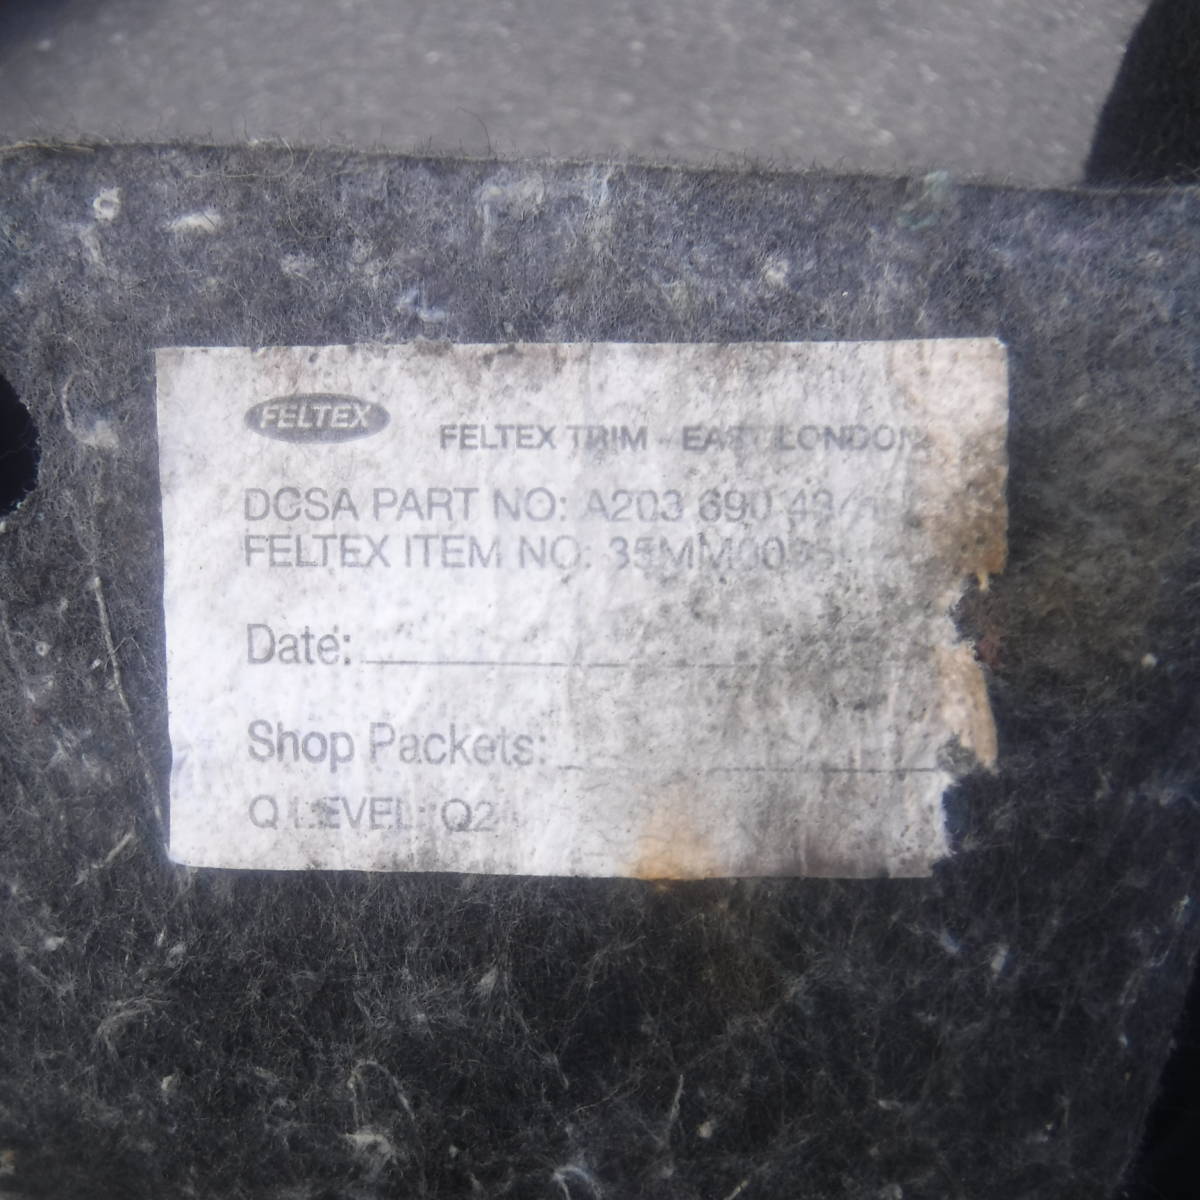 FELTEX
FELTEX TRIM - EAST LONDON
DCSA PART NO: A203 690
FELTEX ITEM NO:
Date:
Shop Packets:
Q LEVEL: Q2